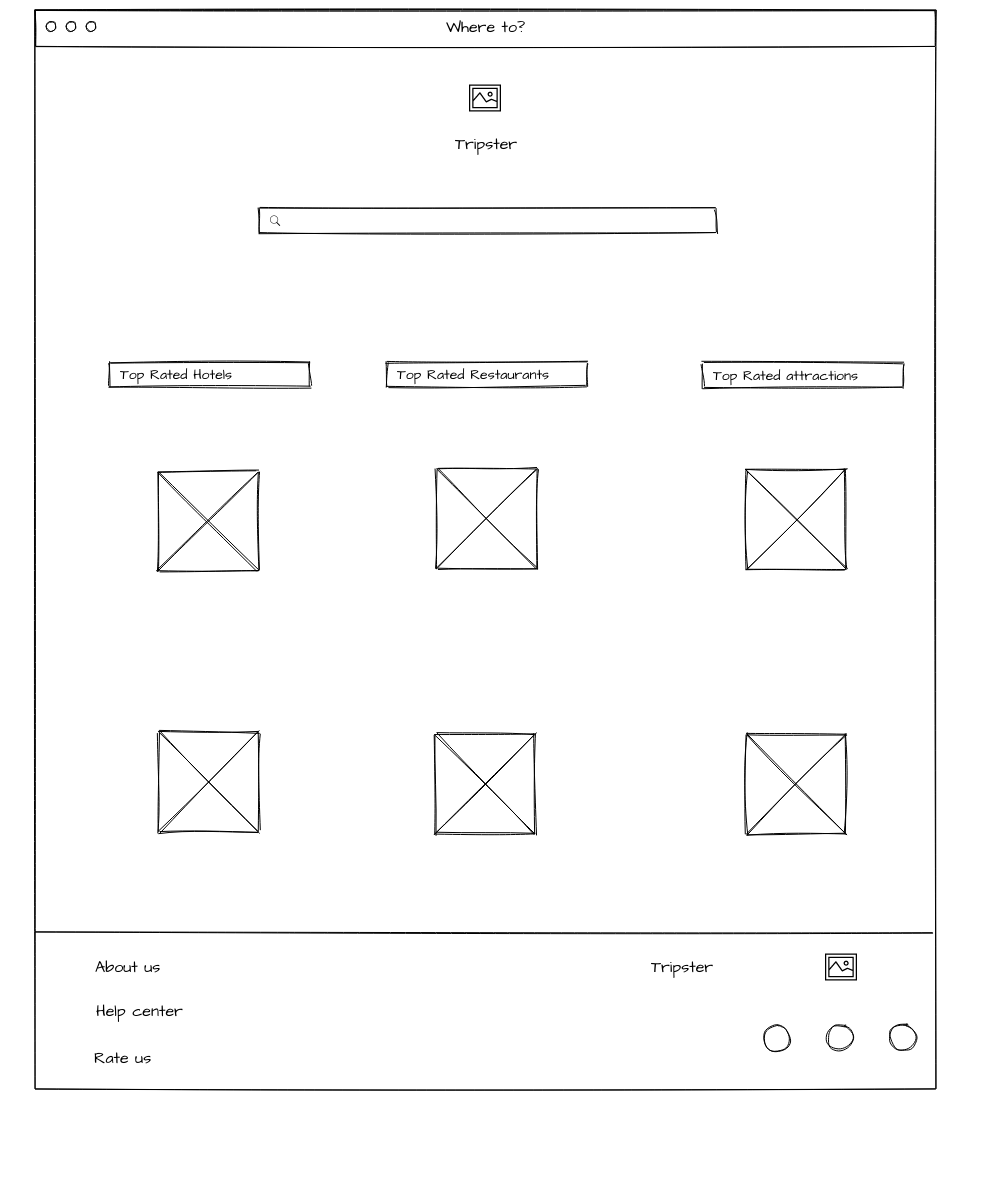 Where to?
Tripster
Top Rated Hotels
Top Rated Restaurants
Top Rated attractions
About us
Help center
Rate us
Tripster